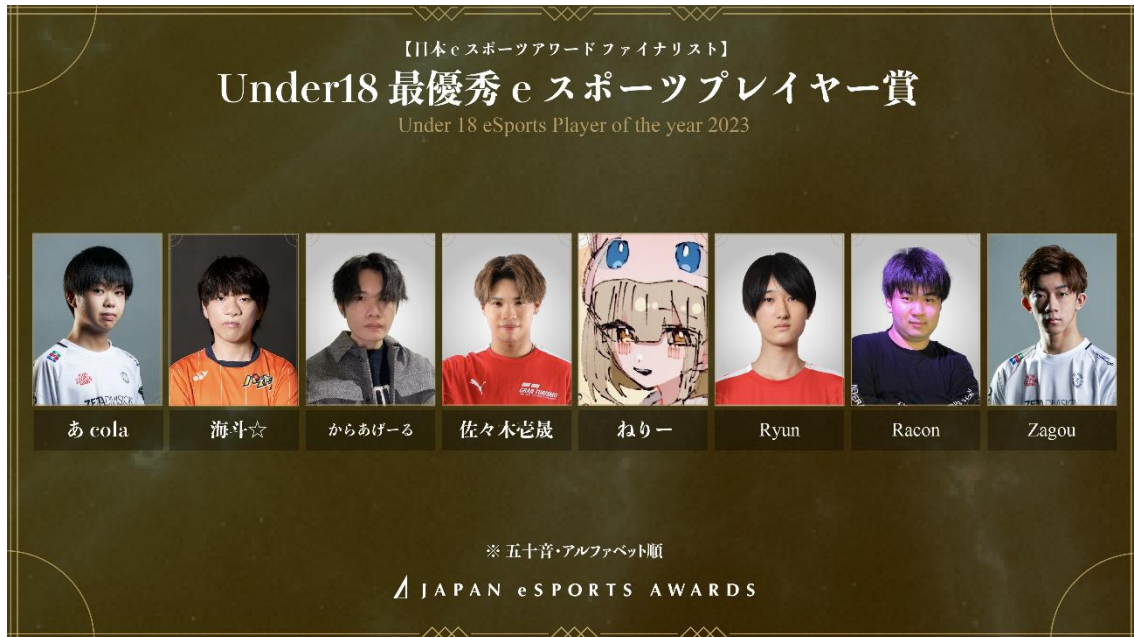 【日本eスポーツアワード ファイナリスト】
Under18 最優秀 e スポーツプレイヤー賞
Under 18 eSports Player of the year 2023
ZETA DIVISION
GRAN TURISMO
あcola
海斗☆
からあげーる
佐々木壱晟
ねりー
Ryun
Racon
Zagou
※ 五十音・アルファベット順
JAPAN eSPORTS AWARDS